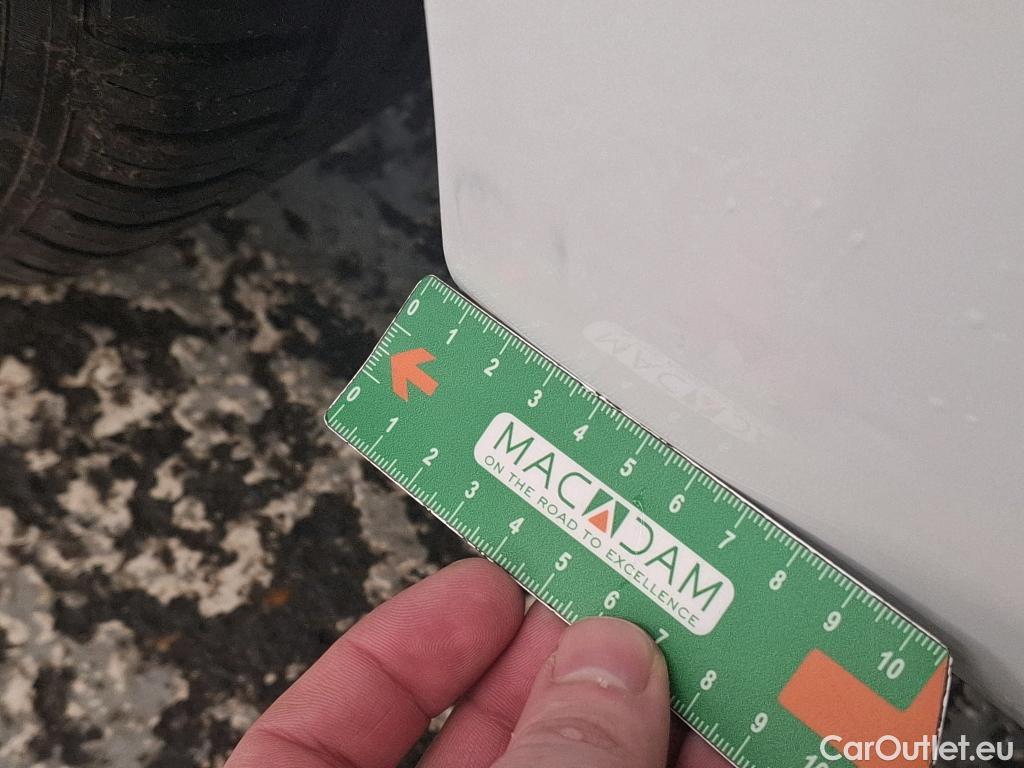 0 1 2 3 4 5 6 7 8 9 10
MACADAM
ON THE ROAD TO EXCELLENCE
0 1 2 3 4 5 6 7 8 9 10
CarOutlet.eu